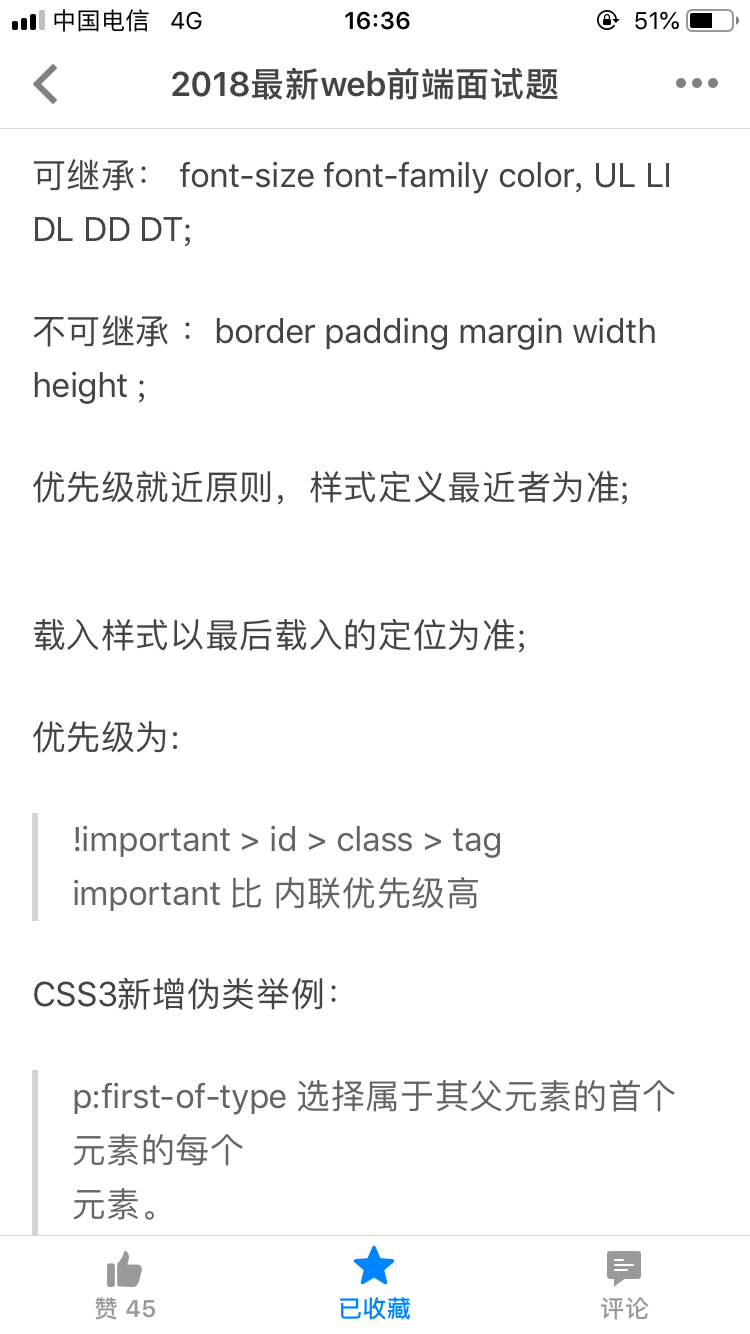 中国电信 4G 16:36 51%
2018最新web前端面试题
可继承： font-size font-family color, UL LI
DL DD DT;
不可继承 ：border padding margin width
height ;
优先级就近原则，样式定义最近者为准;
载入样式以最后载入的定位为准;
优先级为:
!important > id > class > tag
important 比 内联优先级高
CSS3新增伪类举例：
p:first-of-type 选择属于其父元素的首个
元素的每个
元素。
赞 45 已收藏 评论